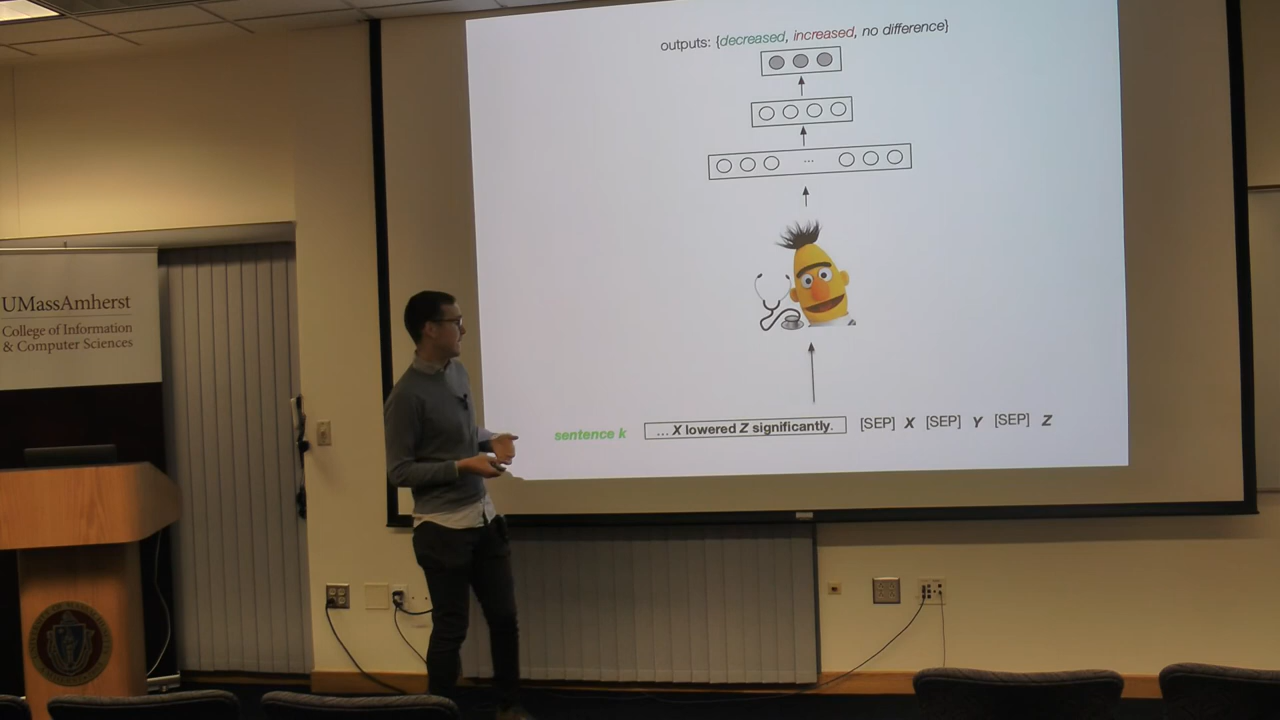 outputs: {decreased, increased, no difference}
...
sentence k
... X lowered Z significantly.
[SEP] X [SEP] Y [SEP] Z
UMassAmherst
College of Information
& Computer Sciences